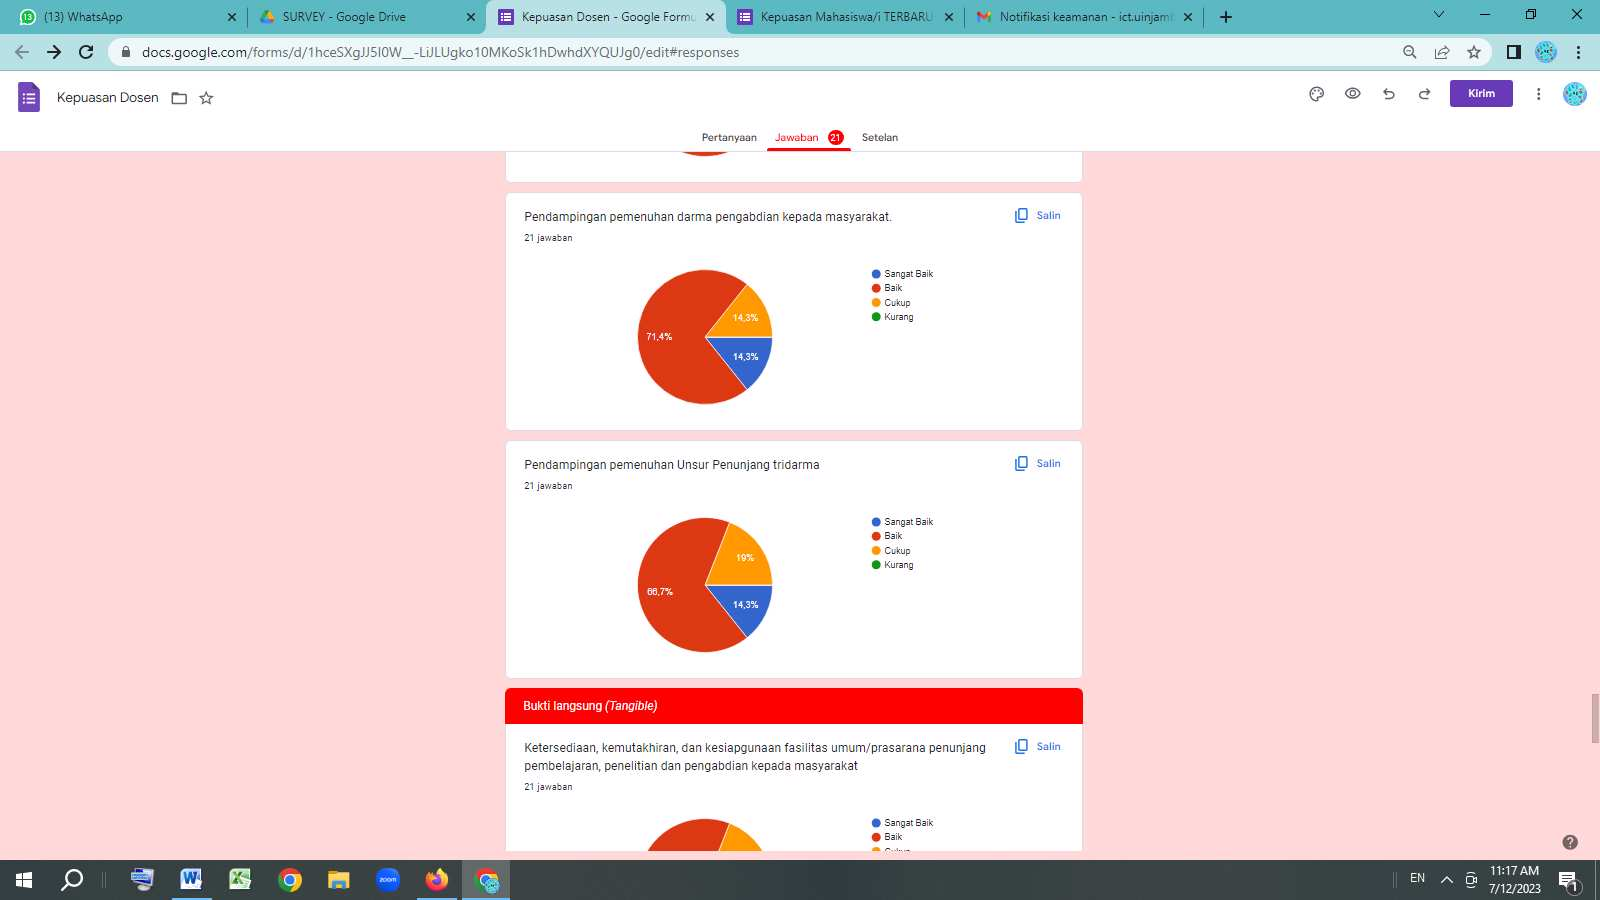 (13) WhatsApp
SURVEY - Google Drive
Kepuasan Dosen - Google Formu
Kepuasan Mahasiswa/i TERBARU
Notifikasi keamanan - ict.uinjamb
docs.google.com/forms/d/1hceSXgJJ5I0W__-LiJLUgko10MKoSk1hDwhdXYQUJg0/edit#responses
Kepuasan Dosen
Kirim
Pertanyaan
Jawaban 21
Setelan
Pendampingan pemenuhan darma pengabdian kepada masyarakat.
Salin
21 jawaban
Sangat Baik
Baik
Cukup
Kurang
14,3%
71,4%
14,3%
Pendampingan pemenuhan Unsur Penunjang tridarma
Salin
21 jawaban
Sangat Baik
Baik
Cukup
Kurang
19%
66,7%
14,3%
Bukti langsung (Tangible)
Ketersediaan, kemutakhiran, dan kesiapgunaan fasilitas umum/prasarana penunjang
pembelajaran, penelitian dan pengabdian kepada masyarakat
Salin
21 jawaban
Sangat Baik
Baik
Cukup
zoom
EN
11:17 AM
7/12/2023
1